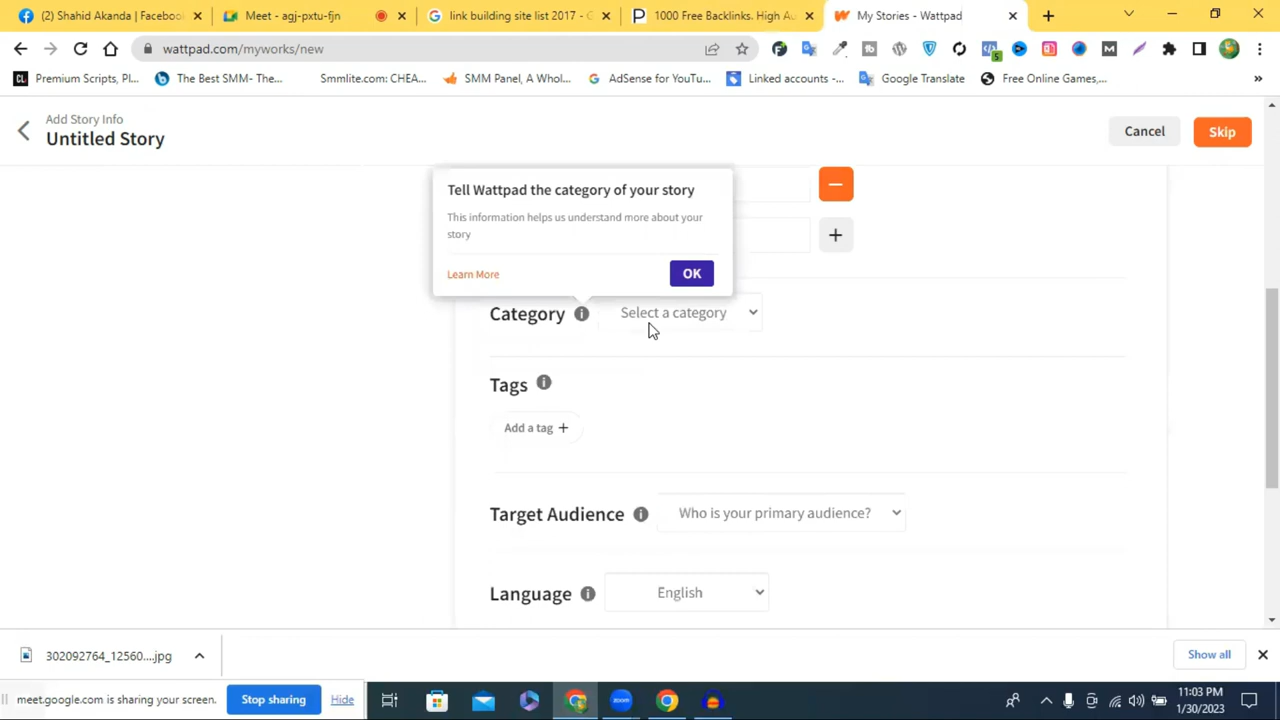 (2) Shahid Akanda | Facebook
Meet - agj-pxtu-fjn
link building site list 2017 - G
1000 Free Backlinks. High Au
My Stories - Wattpad
wattpad.com/myworks/new
5
Premium Scripts, Pl...
The Best SMM- The...
Smmlite.com: CHEA...
SMM Panel, A Whol...
AdSense for YouTu...
Linked accounts -...
Google Translate
Free Online Games,...
Add Story Info
Untitled Story
Cancel
Skip
Tell Wattpad the category of your story
This information helps us understand more about your
story
Learn More
OK
Category
Select a category
Tags
Add a tag +
Target Audience
Who is your primary audience?
Language
English
302092764_12560....jpg
Show all
meet.google.com is sharing your screen.
Stop sharing
Hide
zoom
11:03 PM
1/30/2023